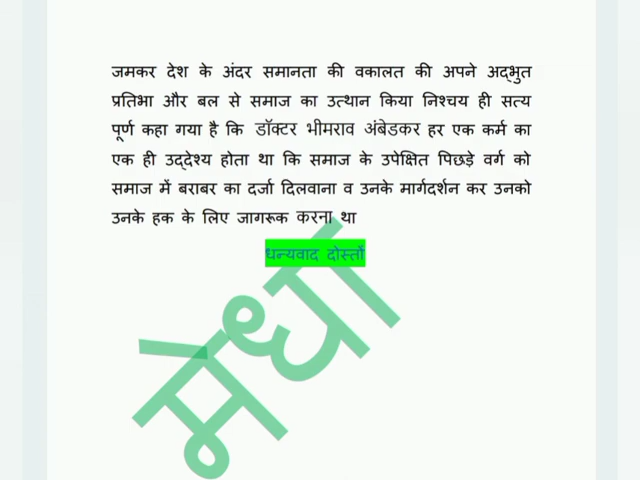 जमकर देश के अंदर समानता की वकालत की अपने अद्भुत
प्रतिभा और बल से समाज का उत्थान किया निश्चय ही सत्य
पूर्ण कहा गया है कि डॉक्टर भीमराव अंबेडकर हर एक कर्म का
एक ही उद्देश्य होता था कि समाज के उपेक्षित पिछड़े वर्ग को
समाज में बराबर का दर्जा दिलवाना व उनके मार्गदर्शन कर उनको
उनके हक के लिए जागरूक करना था
धन्यवाद दोस्तों
मेधा